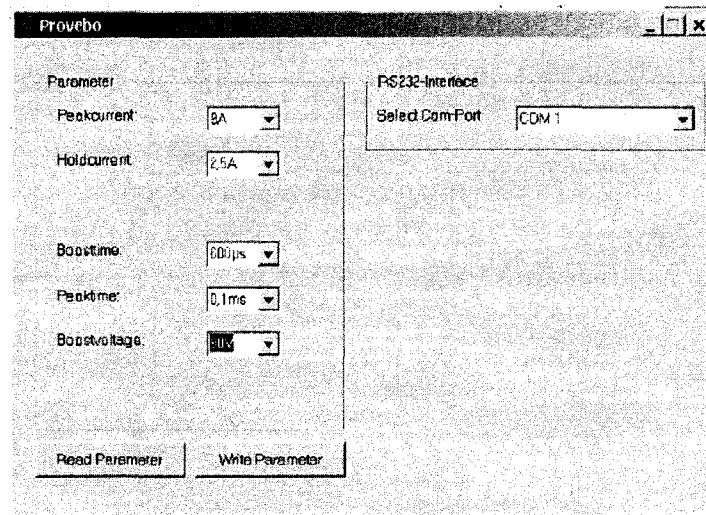 Provebo
Parameter
Peakcurrent:
8A
Holdcurrent:
2,5A
Boosttime:
600µs
Peaktime:
0,1ms
Boostvoltage:
Read Parameter
Write Parameter
RS232-Interface
Select Com-Port
COM 1